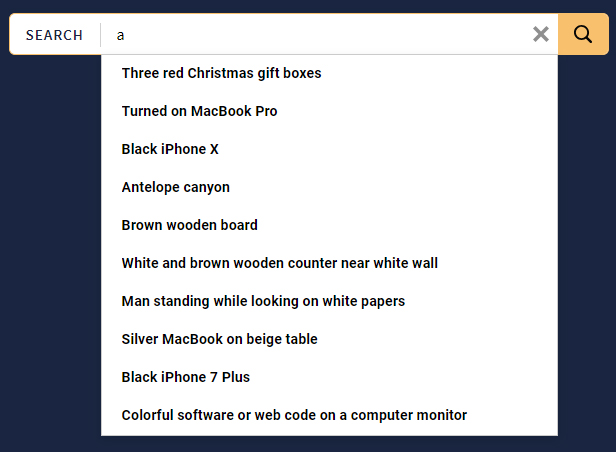 SEARCH a
Three red Christmas gift boxes
Turned on MacBook Pro
Black iPhone X
Antelope canyon
Brown wooden board
White and brown wooden counter near white wall
Man standing while looking on white papers
Silver MacBook on beige table
Black iPhone 7 Plus
Colorful software or web code on a computer monitor